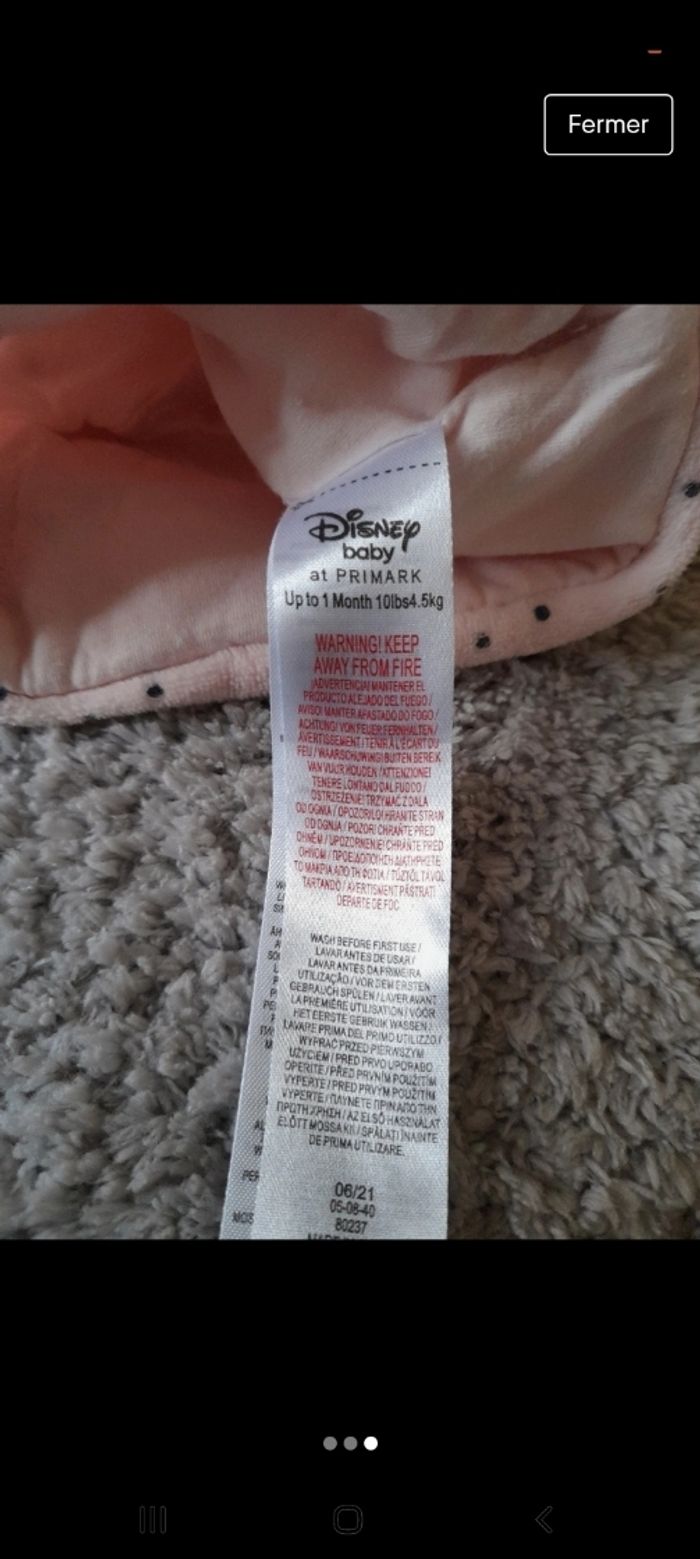 Fermer
Disney
baby
at PRIMARK
Up to 1 Month 10lbs4.5kg
WARNING! KEEP
AWAY FROM FIRE
¡ADVERTENCIA! MANTENER EL
PRODUCTO ALEJADO DEL FUEGO /
AVISO! MANTER AFASTADO DO FOGO /
ACHTUNG! VON FEUER FERNHALTEN /
AVERTISSEMENT ! TENIR À L'ÉCART DU
FEU / WAARSCHUWING! BUITEN BEREIK
VAN VUUR HOUDEN / ATTENZIONE!
TENERE LONTANO DAL FUOCO /
OSTRZEŻENIE! TRZYMAĆ Z DALA
OD OGNIA / OPOZORILO! HRANITE STRAN
OD OGNJA / POZOR! CHRAŇTE PŘED
OHNĚM / UPOZORNENIE! CHRÁŇTE PRED
OHŇOM / ΠΡΟΕΙΔΟΠΟΙΗΣΗ ΔΙΑΤΗΡΗΣΤΕ
ΤΟ ΜΑΚΡΙΑ ΑΠΟ ΤΗ ΦΩΤΙΑ / TŰZTŐL TÁVOL
TARTANDÓ / AVERTISMENT PĂSTRAȚI
DEPARTE DE FOC
WASH BEFORE FIRST USE /
LAVAR ANTES DE USAR /
LAVAR ANTES DA PRIMEIRA
UTILIZAÇÃO / VOR DEM ERSTEN
GEBRAUCH SPÜLEN / LAVER AVANT
LA PREMIÈRE UTILISATION / VÓÓR
HET EERSTE GEBRUIK WASSEN /
LAVARE PRIMA DEL PRIMO UTILIZZO /
WYPRAĆ PRZED PIERWSZYM
UŻYCIEM / PRED PRVO UPORABO
OPERITE / PŘED PRVNÍM POUŽITÍM
VYPERTE / PRED PRVÝM POUŽITÍM
VYPERTE / ΠΛΥΝΕΤΕ ΠΡΙΝ ΑΠΟ ΤΗΝ
ΠΡΩΤΗ ΧΡΗΣΗ / AZ ELSŐ HASZNÁLAT
ELŐTT MOSSA KI / SPĂLAȚI ÎNAINTE
DE PRIMA UTILIZARE.
06/21
05-08-40
80237